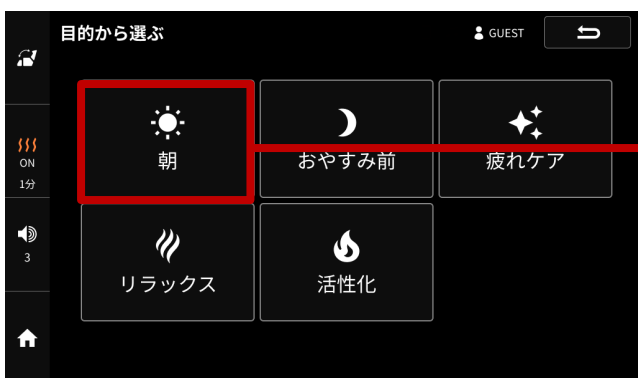 目的から選ぶ
GUEST
ON
1分
3
朝
おやすみ前
疲れケア
リラックス
活性化